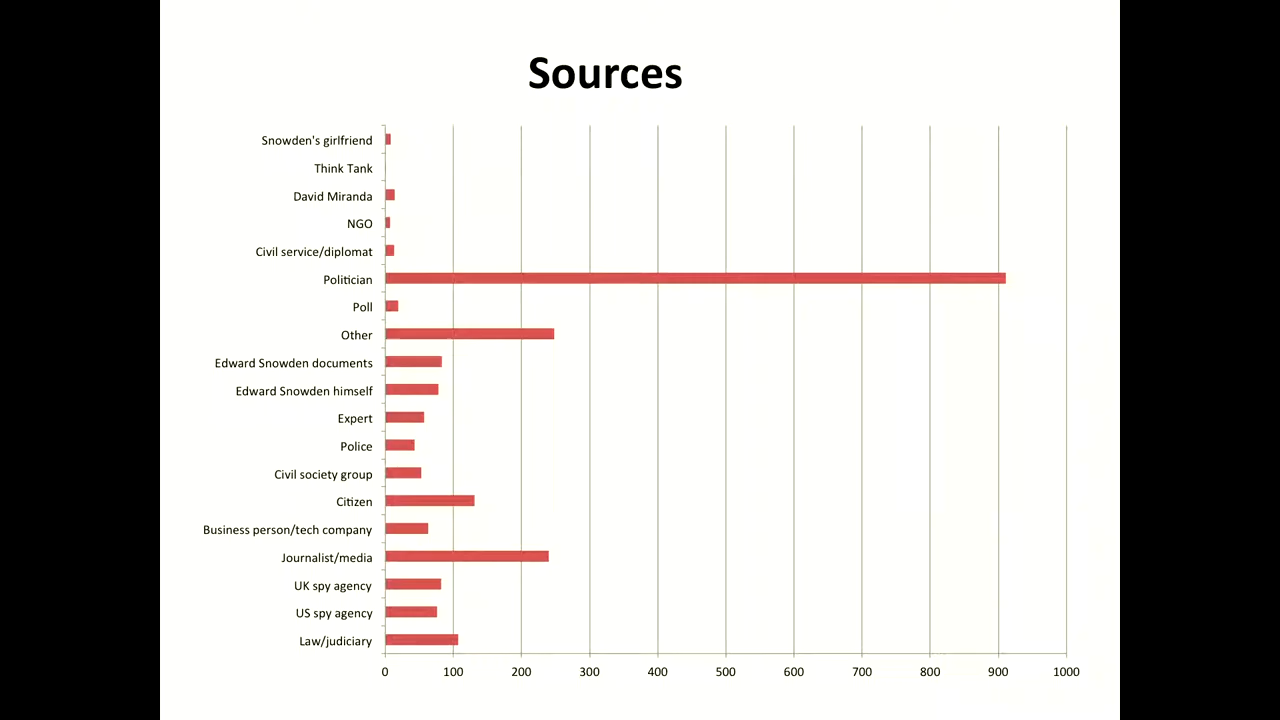 Sources
Snowden's girlfriend
Think Tank
David Miranda
NGO
Civil service/diplomat
Politician
Poll
Other
Edward Snowden documents
Edward Snowden himself
Expert
Police
Civil society group
Citizen
Business person/tech company
Journalist/media
UK spy agency
US spy agency
Law/judiciary
0 100 200 300 400 500 600 700 800 900 1000